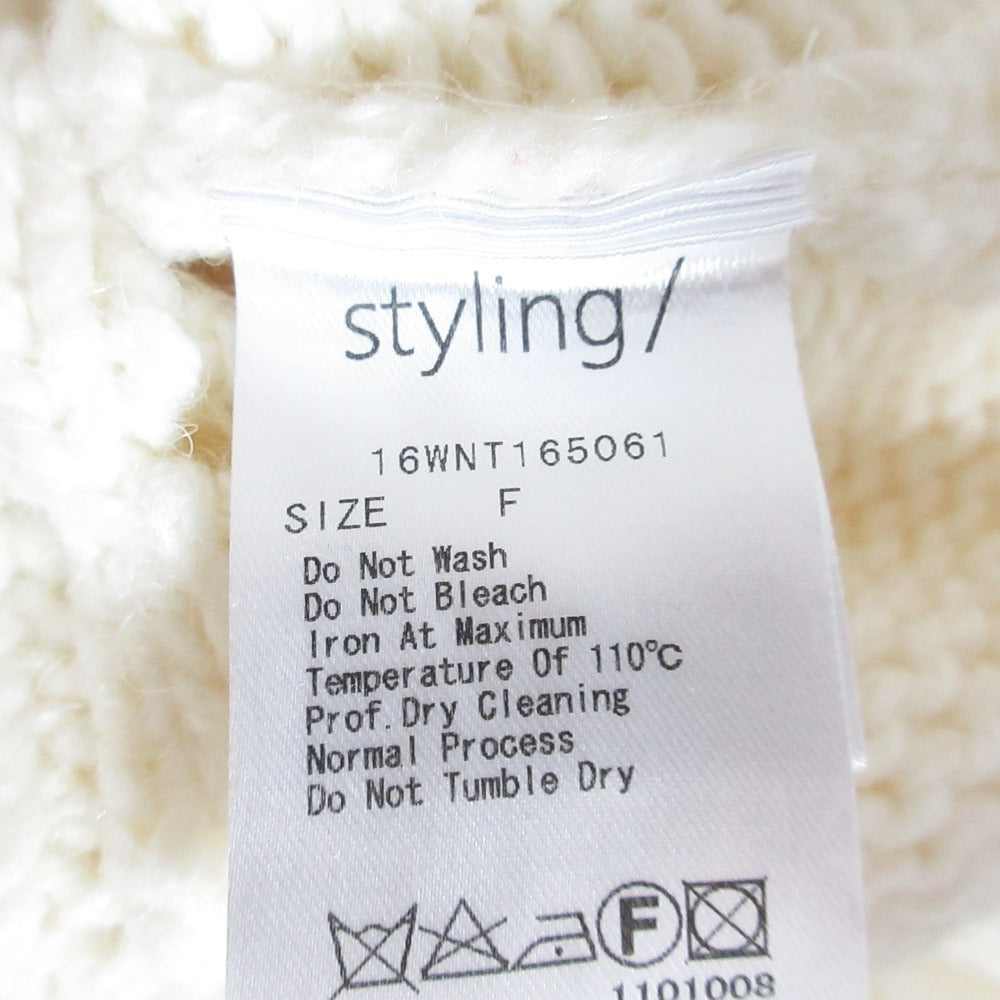 styling/
16WNT165061
SIZE F
Do Not Wash
Do Not Bleach
Iron At Maximum
Temperature Of 110℃
Prof.Dry Cleaning
Normal Process
Do Not Tumble Dry
F
1101008